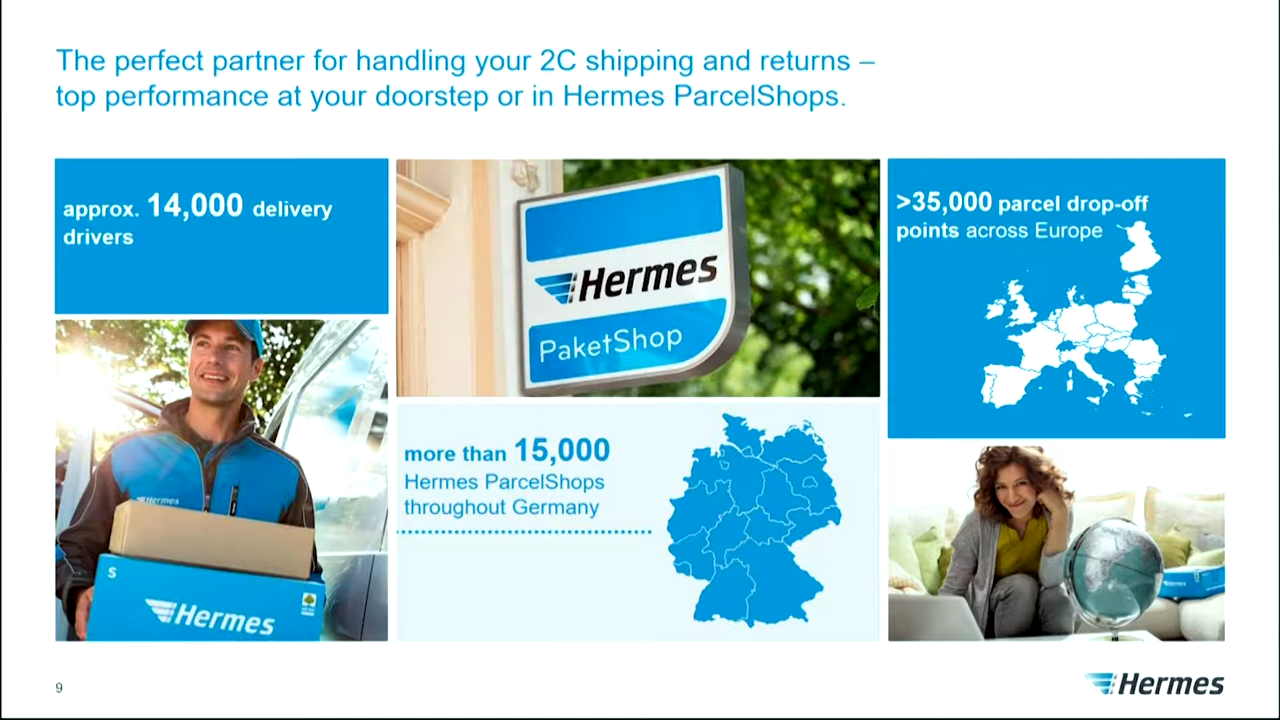 The perfect partner for handling your 2C shipping and returns –
top performance at your doorstep or in Hermes ParcelShops.
approx. 14,000 delivery
drivers
Hermes
S
Hermes
Hermes
PaketShop
more than 15,000
Hermes ParcelShops
throughout Germany
>35,000 parcel drop-off
points across Europe
9
Hermes